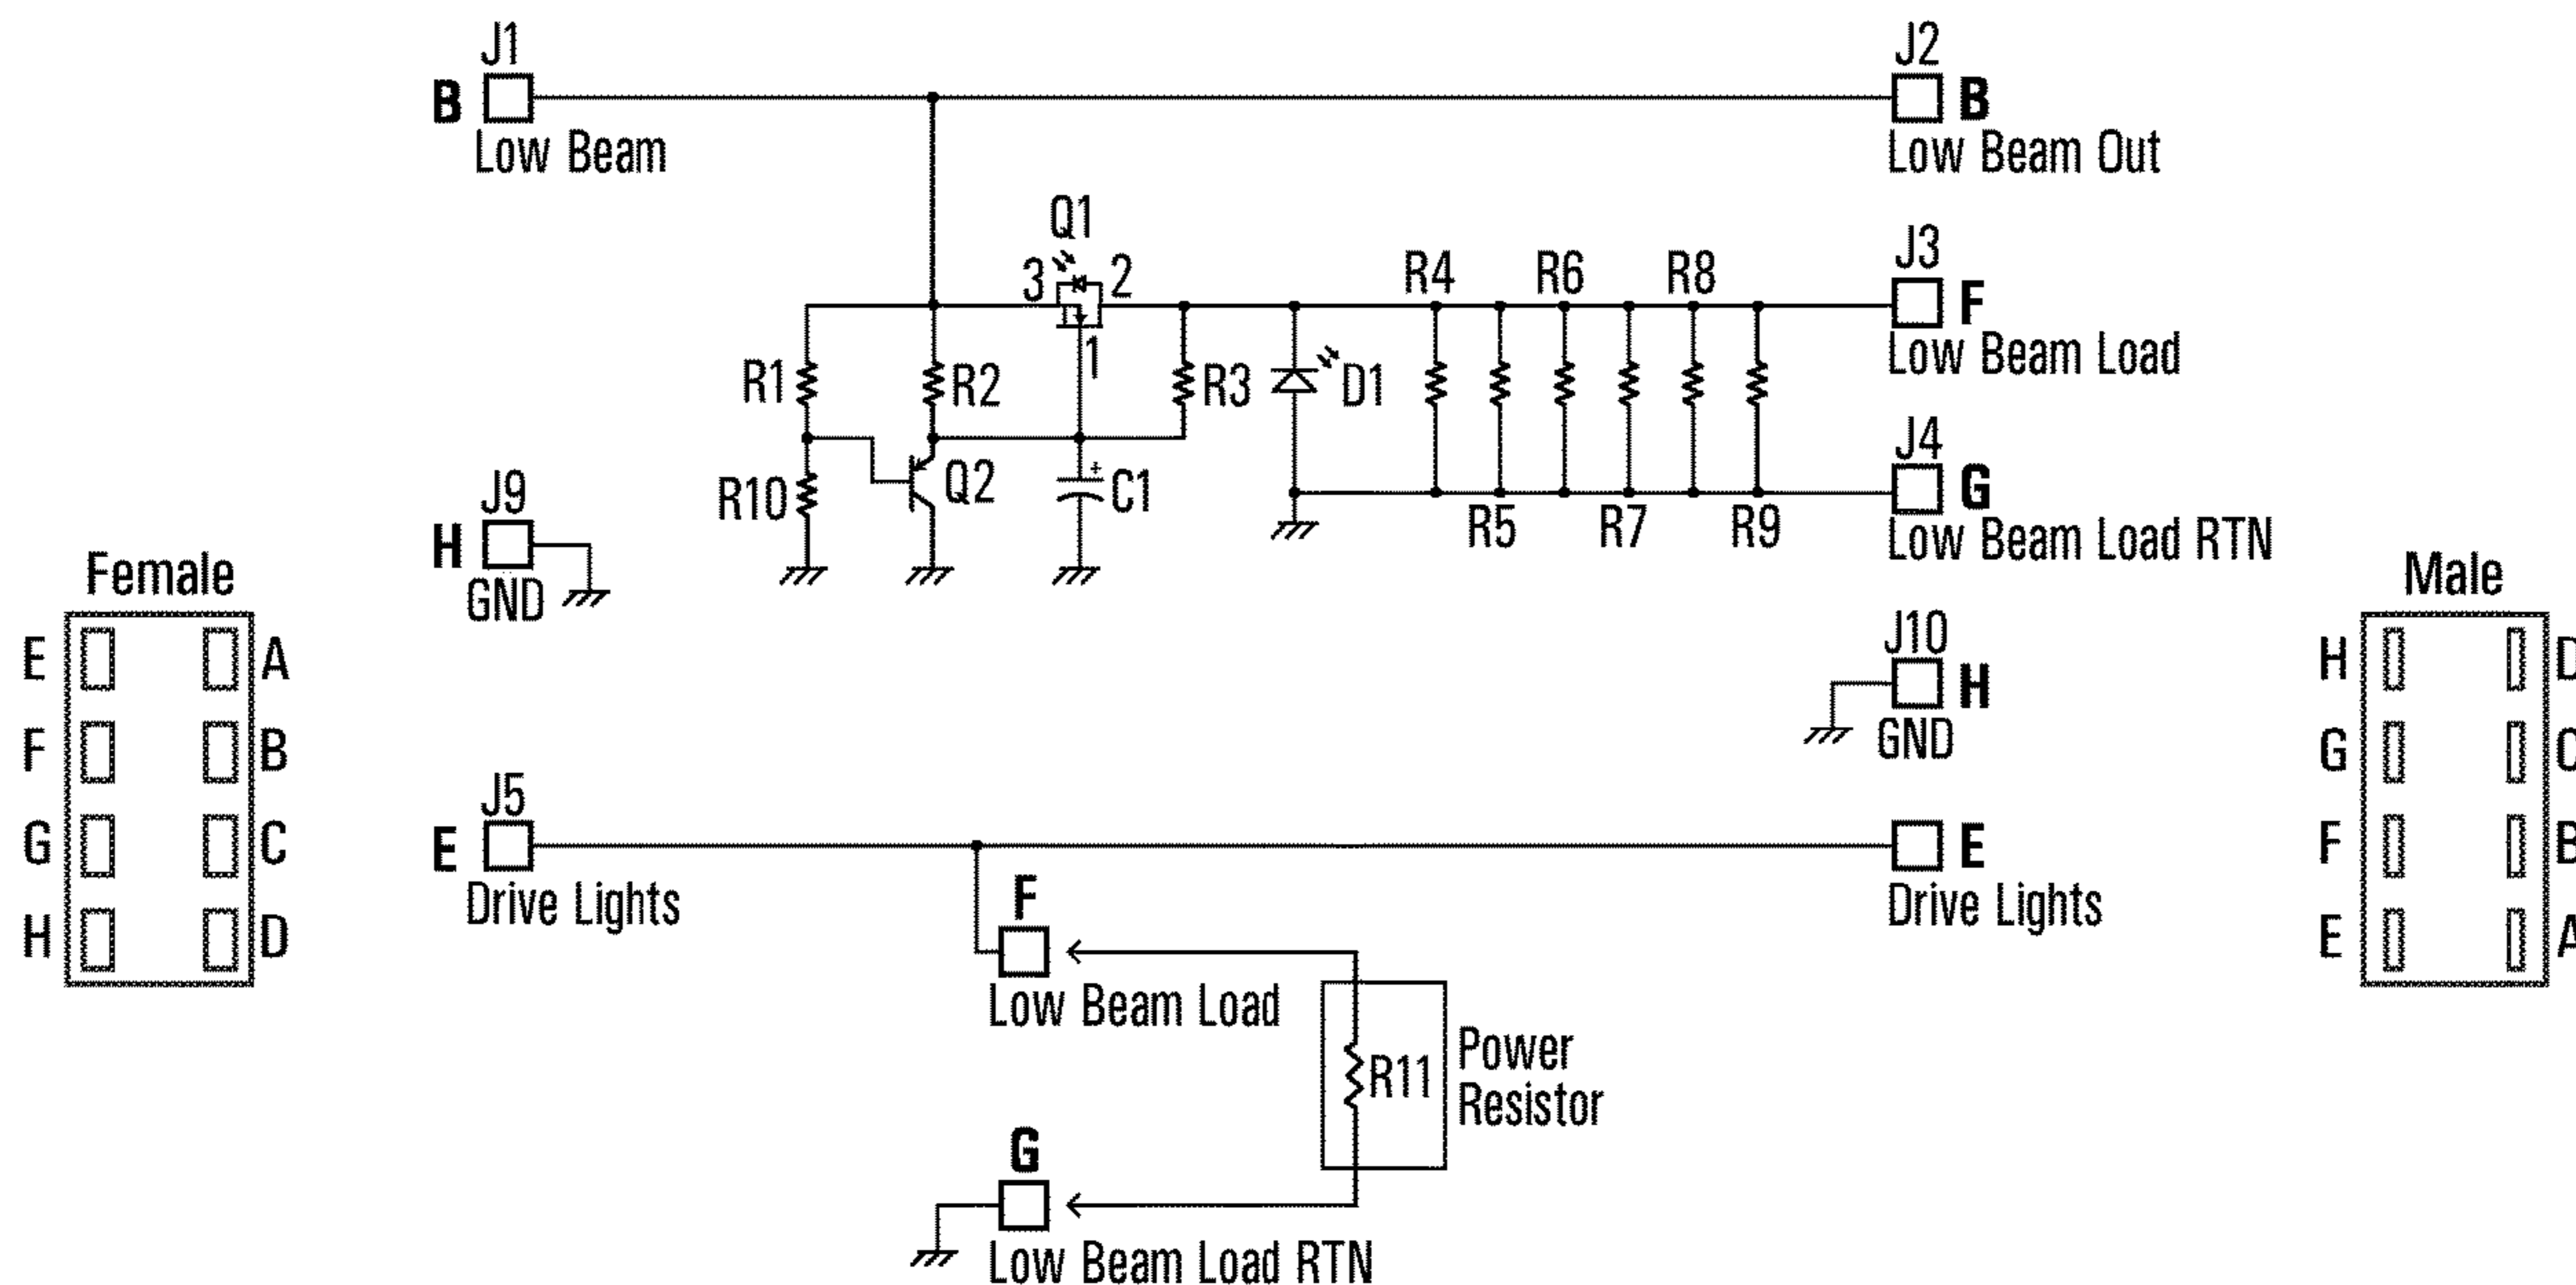 J1
B
Low Beam
J2
B
Low Beam Out
Q1
3
2
1
R1
R2
R3
D1
R4
R6
R8
J3
F
Low Beam Load
R10
Q2
+
C1
R5
R7
R9
J4
G
Low Beam Load RTN
J9
H
GND
J10
H
GND
Female
E
A
F
B
G
C
H
D
Male
H
D
G
C
F
B
E
A
J5
E
Drive Lights
E
Drive Lights
F
Low Beam Load
R11
Power
Resistor
G
Low Beam Load RTN